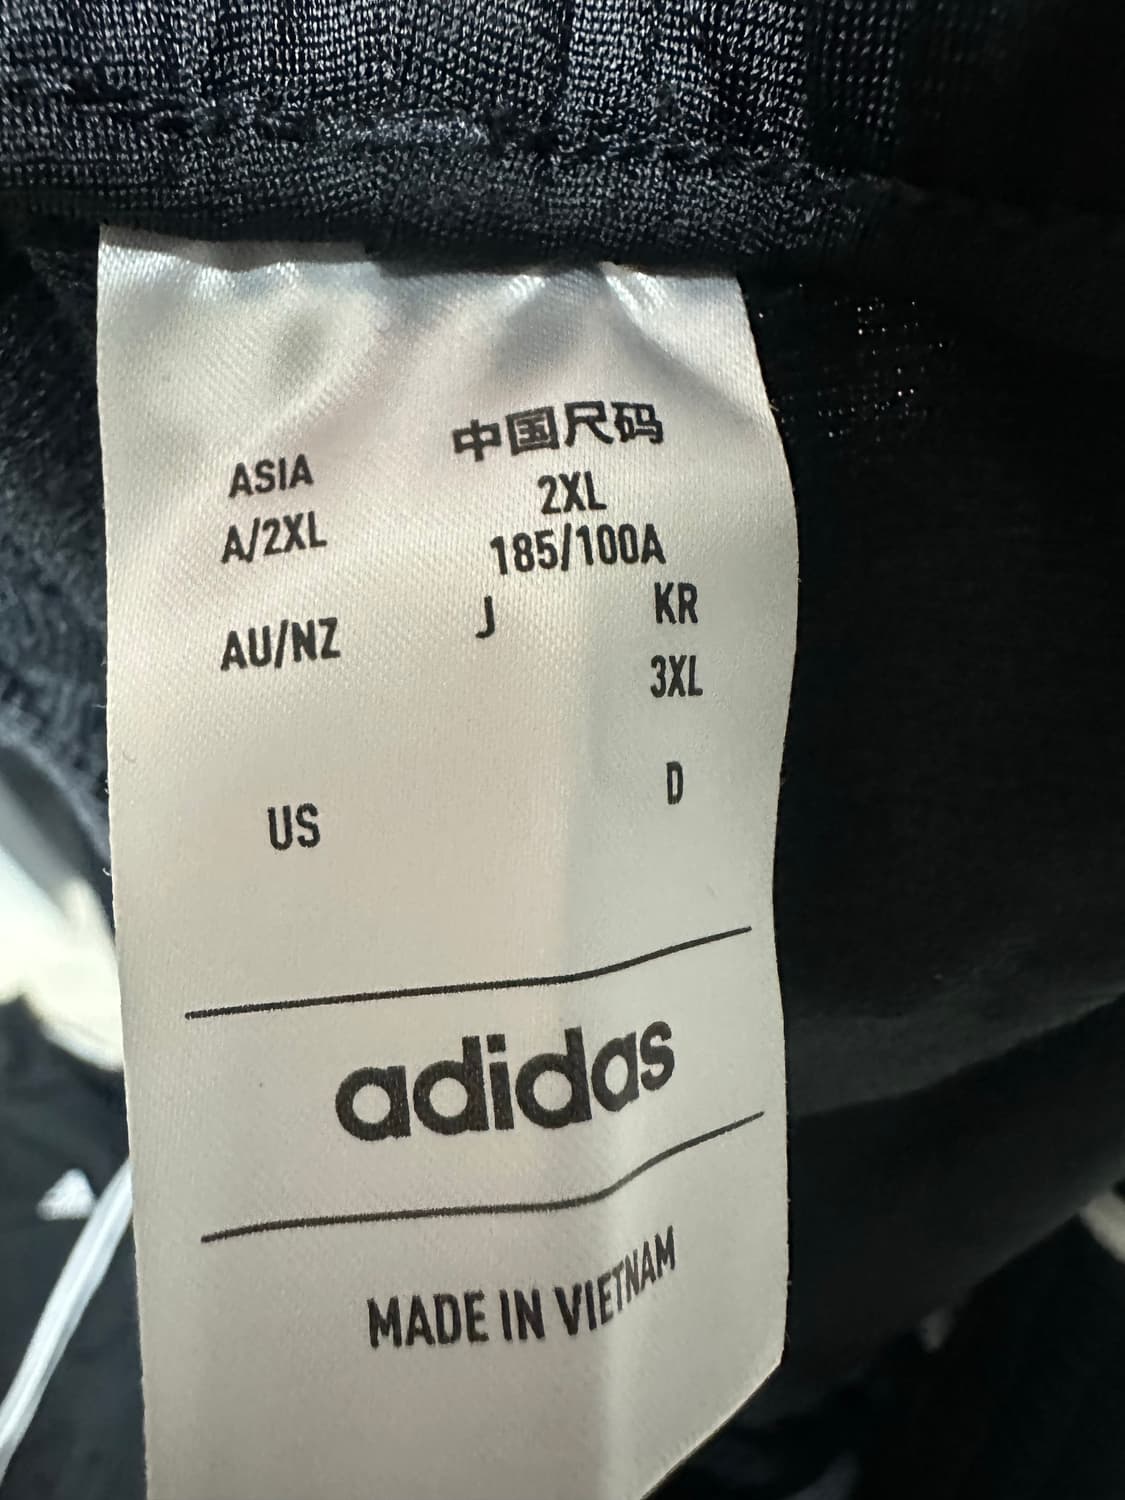 中国尺码
ASIA
2XL
A/2XL
185/100A
J
KR
AU/NZ
3XL
D
US
adidas
MADE IN VIETNAM